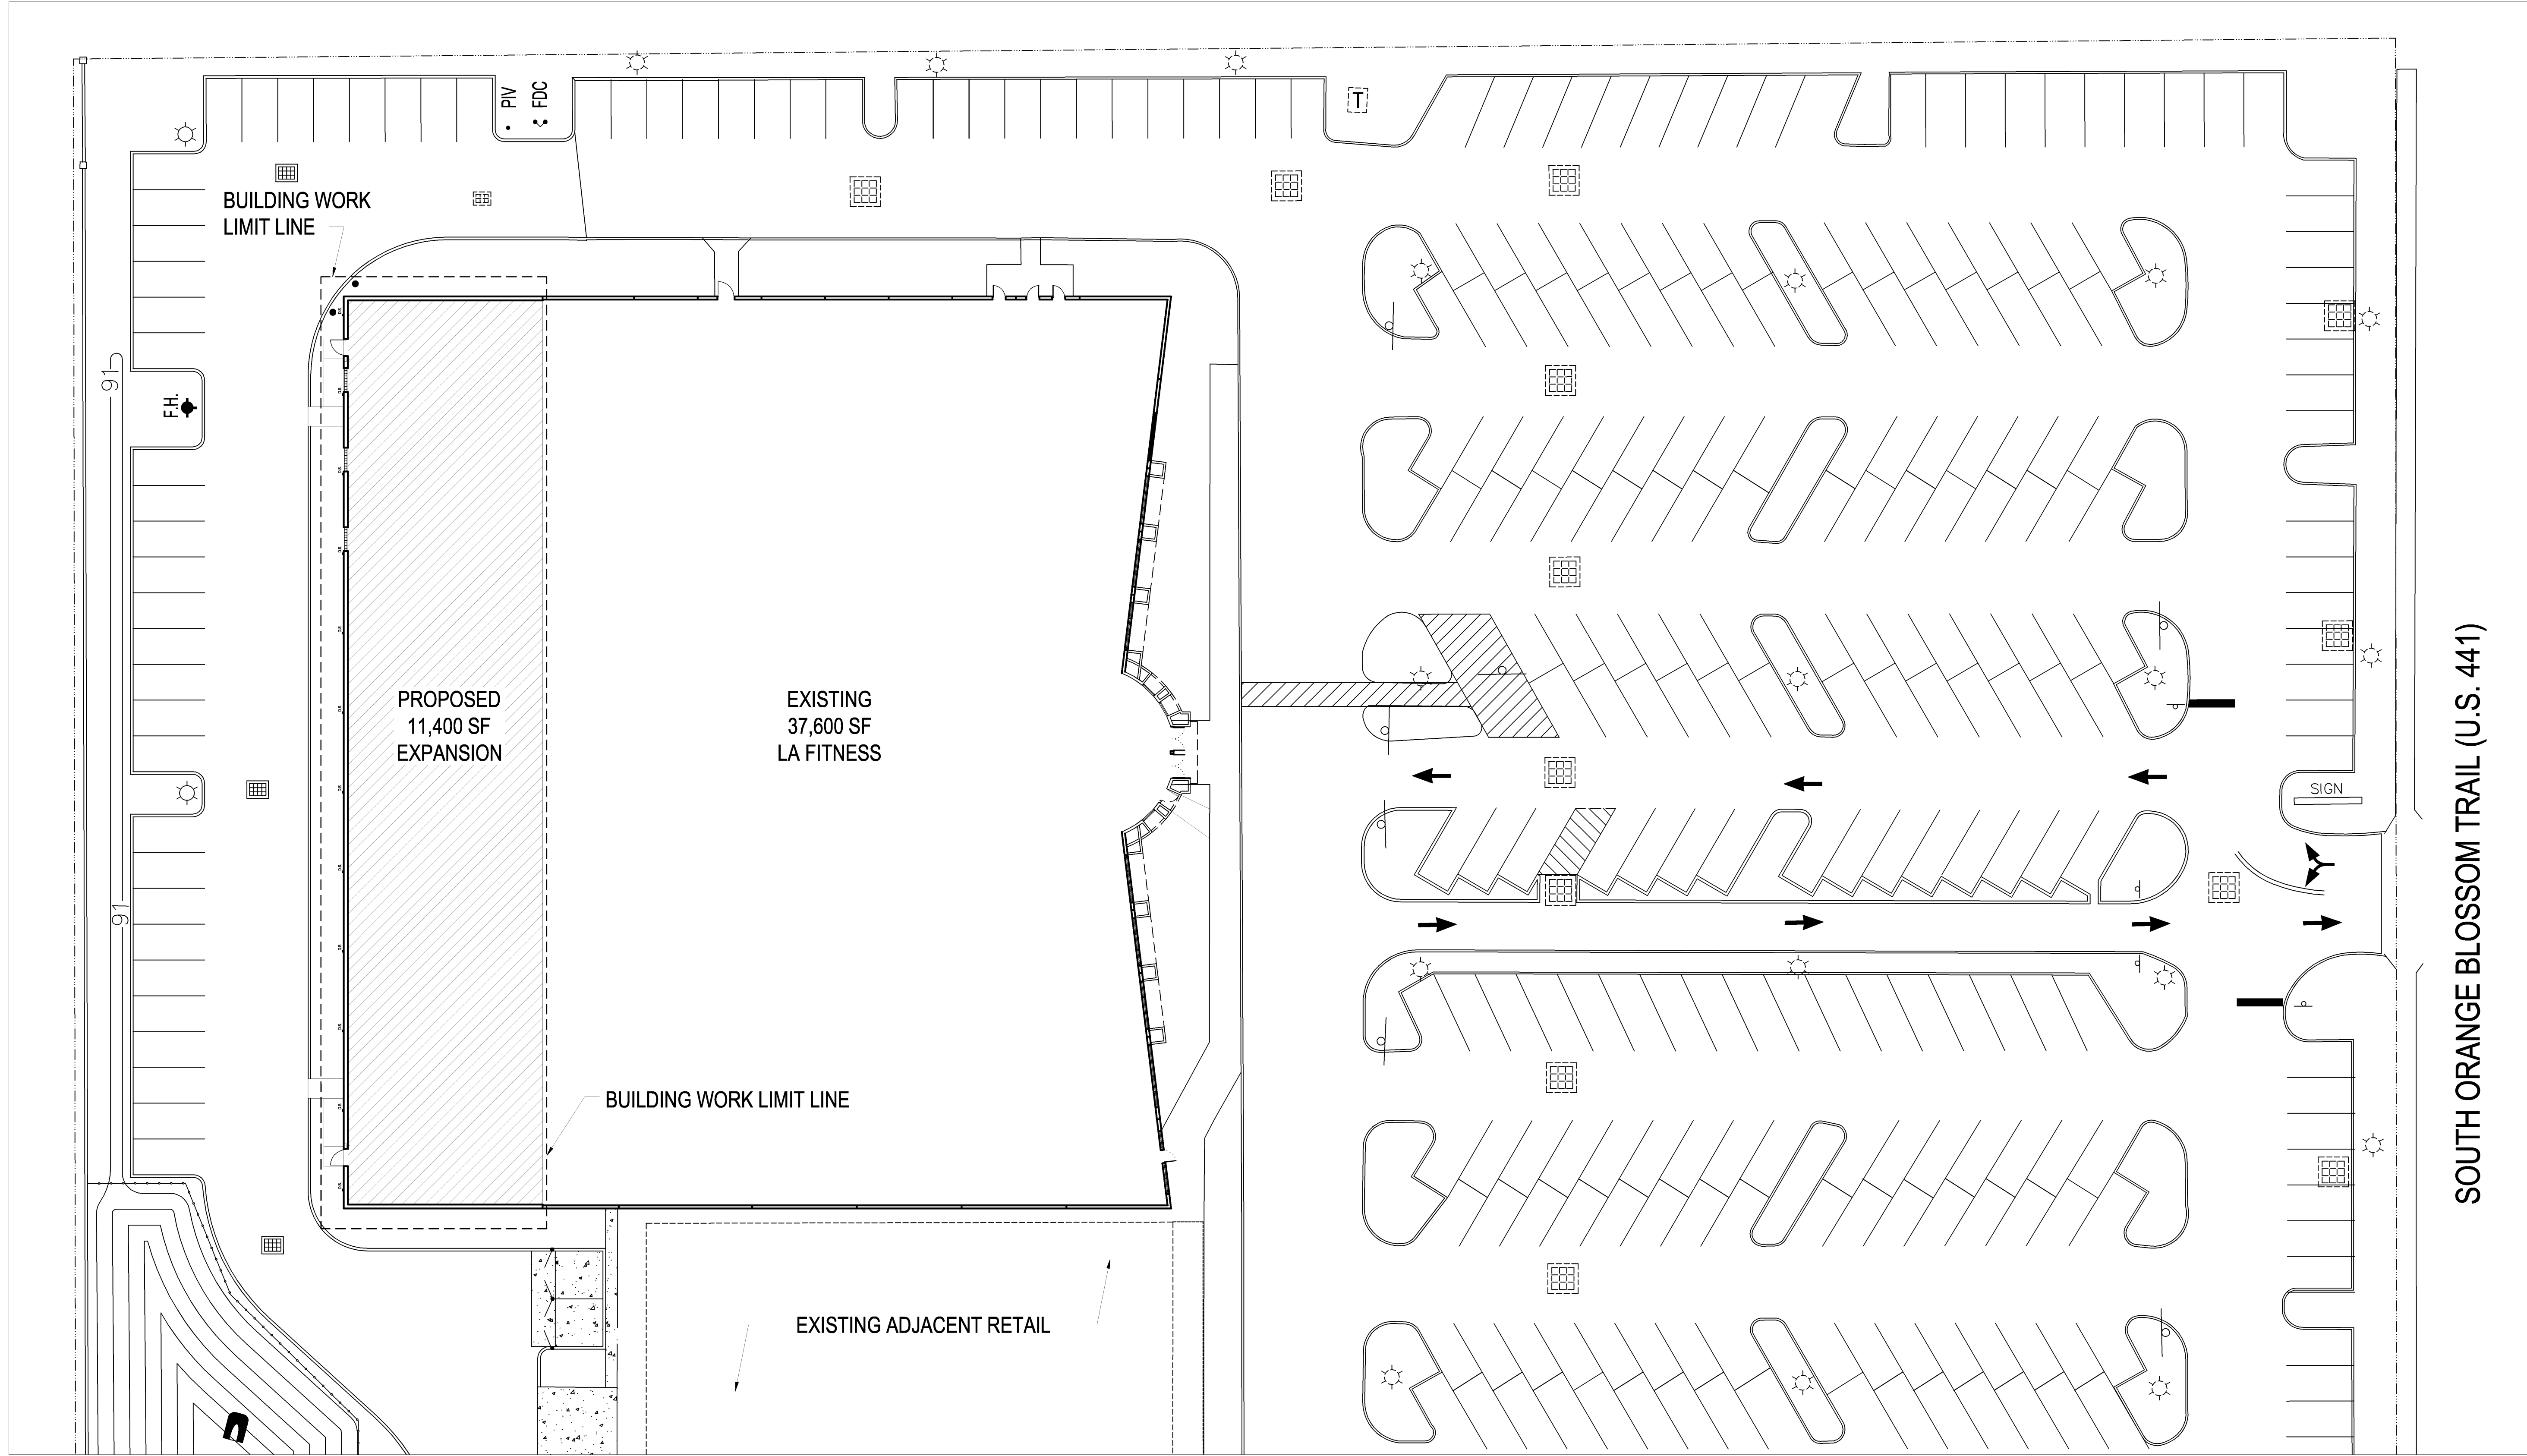 PIV
FDC
T
BUILDING WORK
LIMIT LINE
91
F.H.
PROPOSED
11,400 SF
EXPANSION
EXISTING
37,600 SF
LA FITNESS
SIGN
91
SOUTH ORANGE BLOSSOM TRAIL (U.S. 441)
BUILDING WORK LIMIT LINE
EXISTING ADJACENT RETAIL